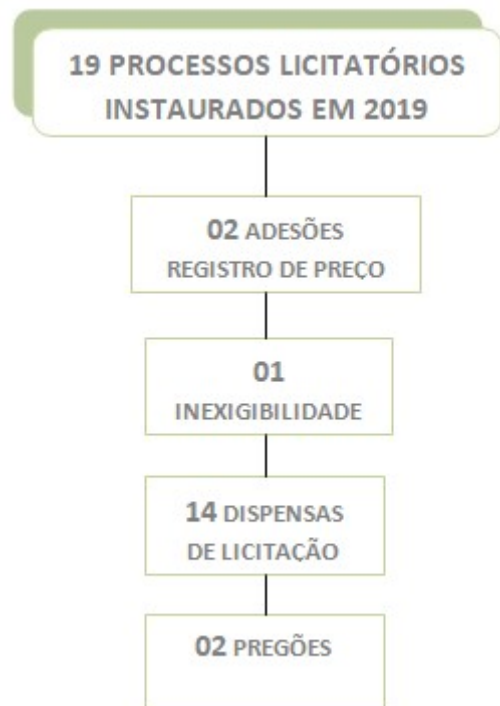 19 PROCESSOS LICITATÓRIOS
INSTAURADOS EM 2019
02 ADESÕES
REGISTRO DE PREÇO
01
INEXIGIBILIDADE
14 DISPENSAS
DE LICITAÇÃO
02 PREGÕES